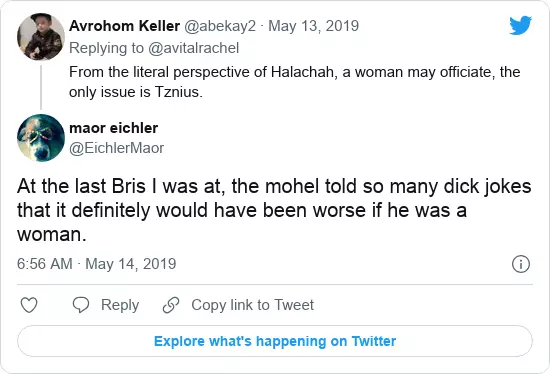 Avrohom Keller @abekay2 · May 13, 2019
Replying to @avitalrachel
From the literal perspective of Halachah, a woman may officiate, the
only issue is Tznius.
maor eichler
@EichlerMaor
At the last Bris I was at, the mohel told so many dick jokes
that it definitely would have been worse if he was a
woman.
6:56 AM · May 14, 2019
Reply Copy link to Tweet
Explore what's happening on Twitter